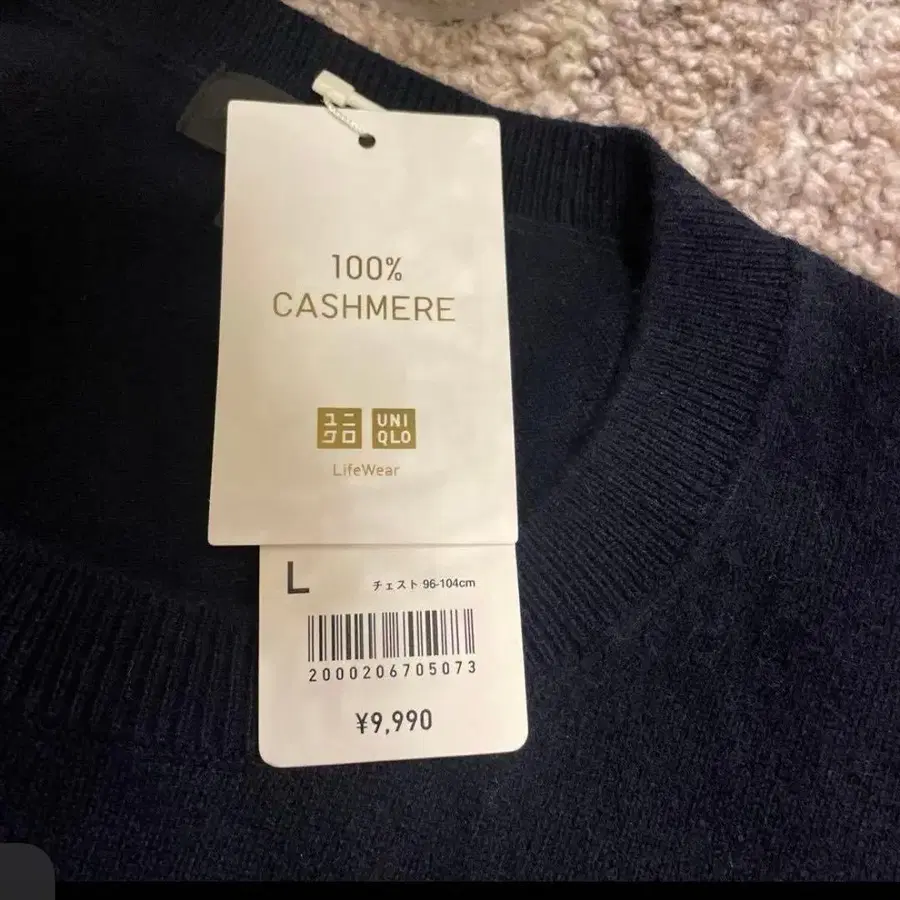 100%
CASHMERE
ユニ UNI
クロ QLO
LifeWear
L チェスト 96-104cm
2000206705073
¥9,990